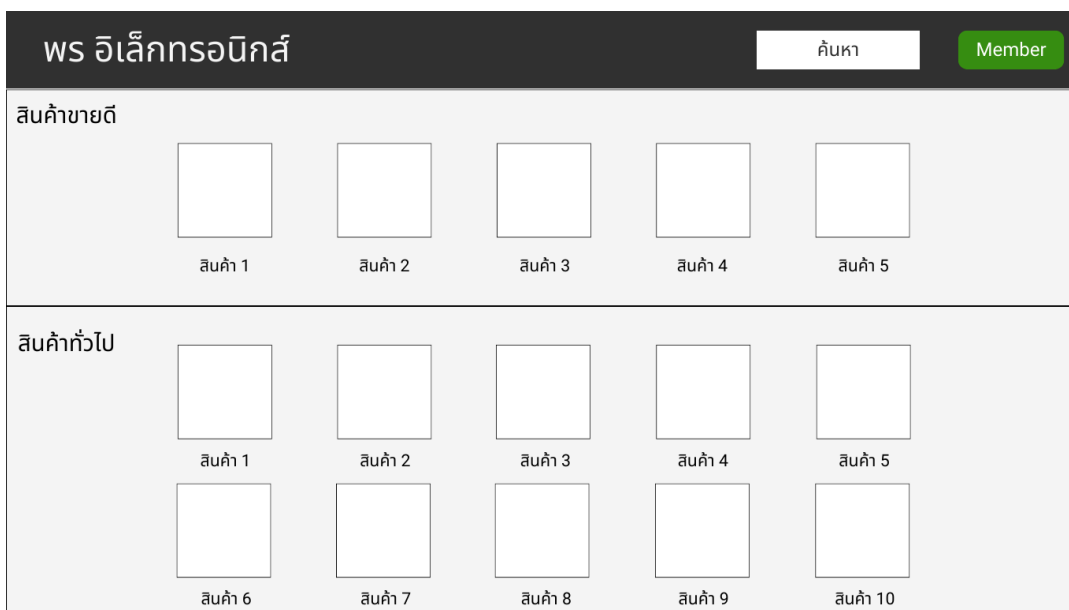 พร อิเล็กทรอนิกส์ ค้นหา Member
สินค้าขายดี
สินค้า 1 สินค้า 2 สินค้า 3 สินค้า 4 สินค้า 5
สินค้าทั่วไป
สินค้า 1 สินค้า 2 สินค้า 3 สินค้า 4 สินค้า 5
สินค้า 6 สินค้า 7 สินค้า 8 สินค้า 9 สินค้า 10